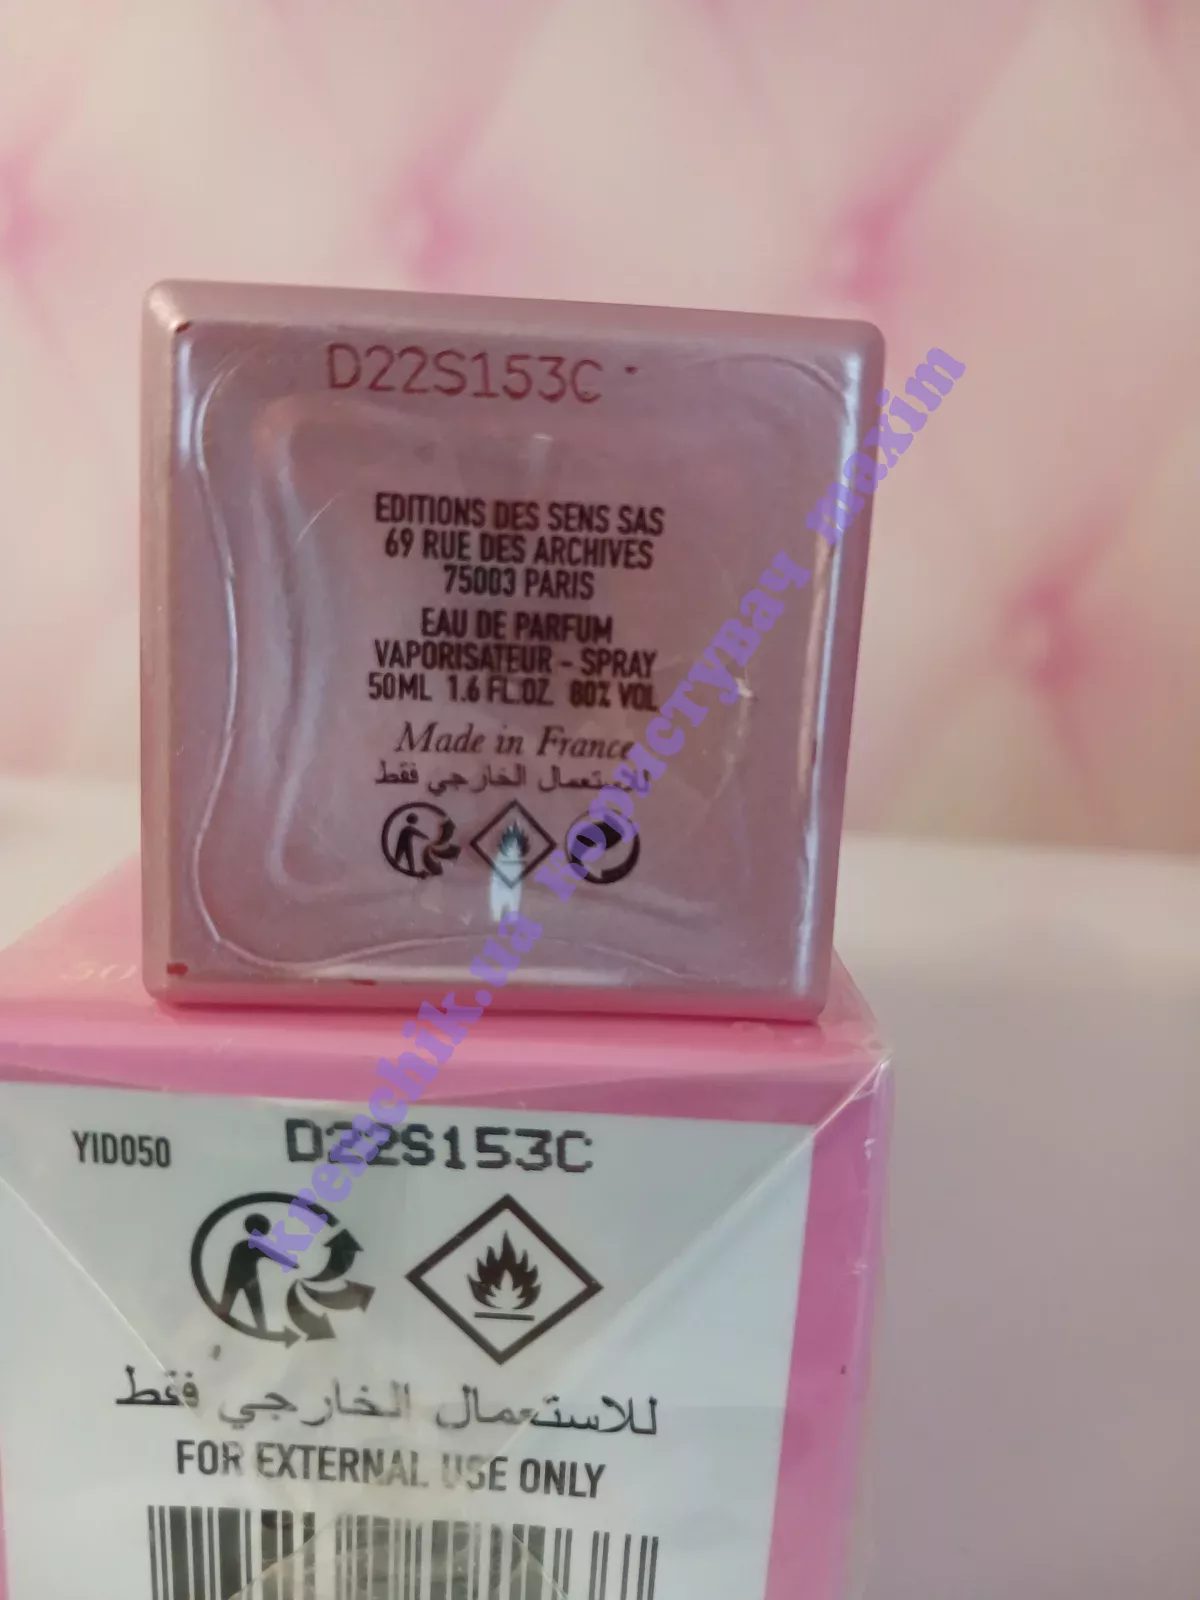 D22S153C
EDITIONS DES SENS SAS
69 RUE DES ARCHIVES
75003 PARIS
EAU DE PARFUM
VAPORISATEUR - SPRAY
50ML 1.6 FL.OZ 80% VOL
Made in France
للاستعمال الخارجي فقط
kremchik.ua користувач maxim
YID050 D22S153C
للاستعمال الخارجي فقط
FOR EXTERNAL USE ONLY